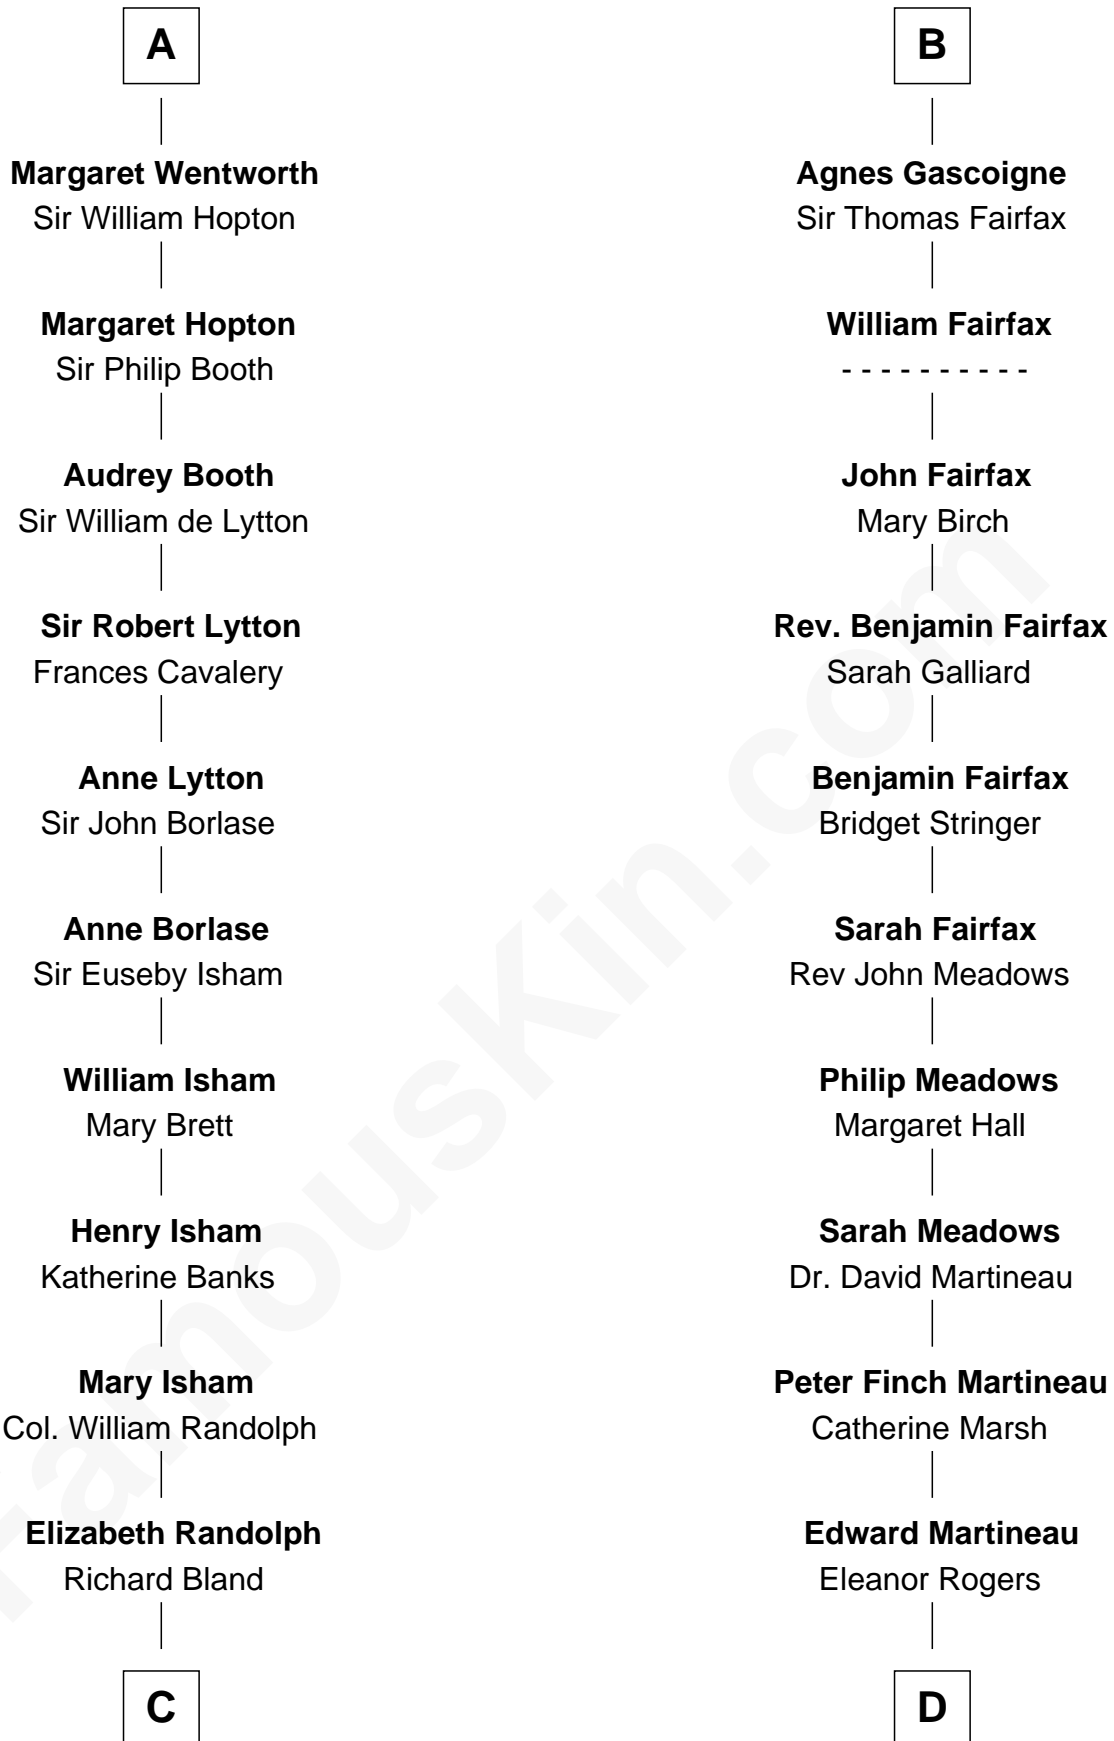 A
Margaret Wentworth
Sir William Hopton
Margaret Hopton
Sir Philip Booth
Audrey Booth
Sir William de Lytton
Sir Robert Lytton
Frances Cavalery
Anne Lytton
Sir John Borlase
Anne Borlase
Sir Euseby Isham
William Isham
Mary Brett
Henry Isham
Katherine Banks
Mary Isham
Col. William Randolph
Elizabeth Randolph
Richard Bland
C
B
Agnes Gascoigne
Sir Thomas Fairfax
William Fairfax
- - - - - - - - - -
John Fairfax
Mary Birch
Rev. Benjamin Fairfax
Sarah Galliard
Benjamin Fairfax
Bridget Stringer
Sarah Fairfax
Rev John Meadows
Philip Meadows
Margaret Hall
Sarah Meadows
Dr. David Martineau
Peter Finch Martineau
Catherine Marsh
Edward Martineau
Eleanor Rogers
D
FamousKin.com